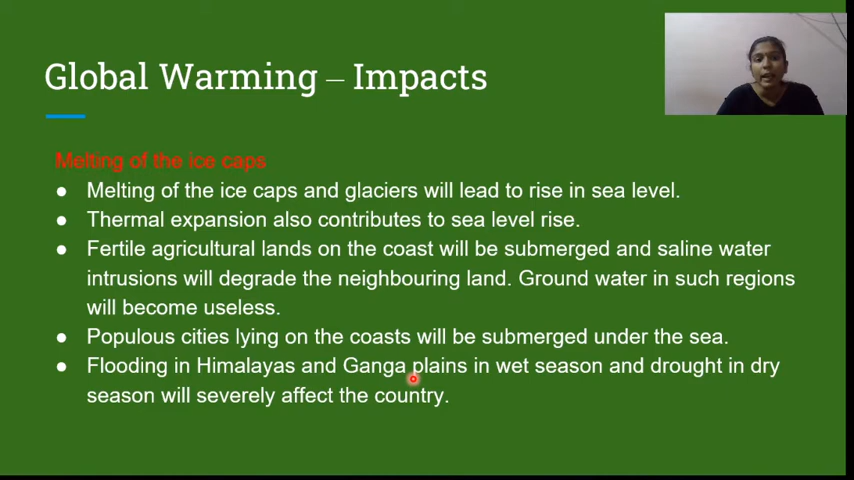 Global Warming – Impacts
Melting of the ice caps
● Melting of the ice caps and glaciers will lead to rise in sea level.
● Thermal expansion also contributes to sea level rise.
● Fertile agricultural lands on the coast will be submerged and saline water
intrusions will degrade the neighbouring land. Ground water in such regions
will become useless.
● Populous cities lying on the coasts will be submerged under the sea.
● Flooding in Himalayas and Ganga plains in wet season and drought in dry
season will severely affect the country.